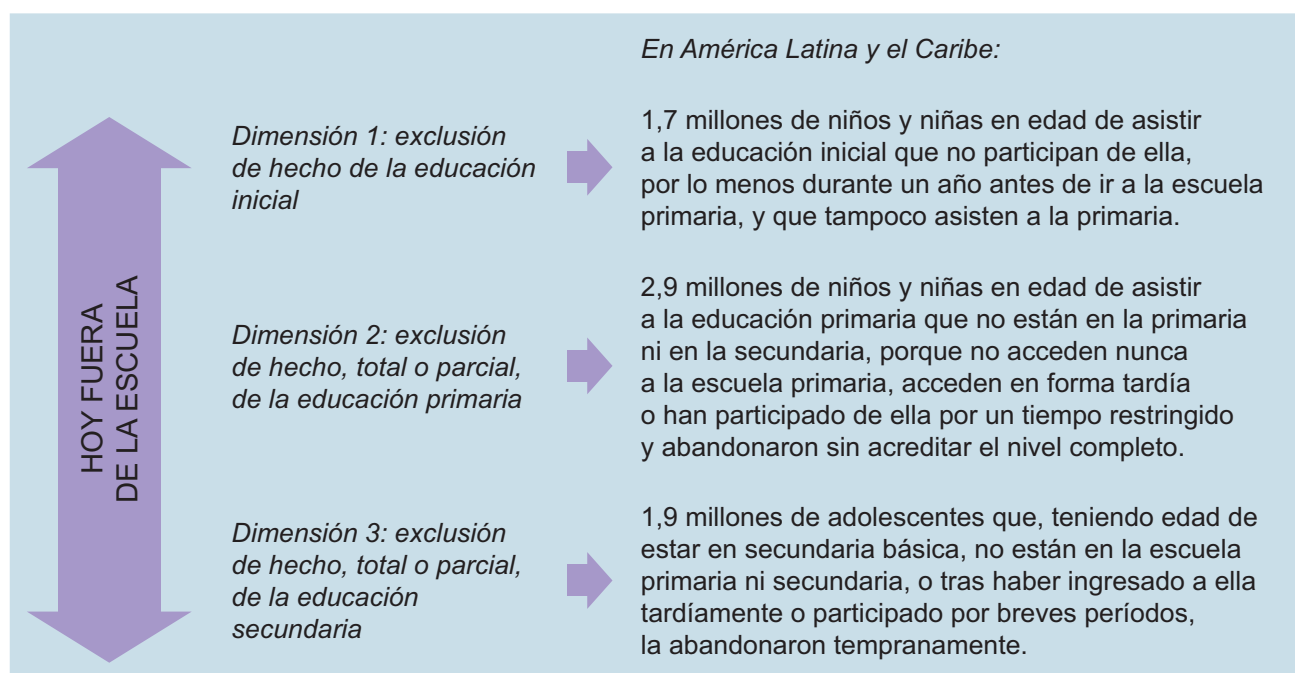 En América Latina y el Caribe:
HOY FUERA
DE LA ESCUELA
Dimensión 1: exclusión
de hecho de la educación
inicial
1,7 millones de niños y niñas en edad de asistir
a la educación inicial que no participan de ella,
por lo menos durante un año antes de ir a la escuela
primaria, y que tampoco asisten a la primaria.
Dimensión 2: exclusión
de hecho, total o parcial,
de la educación primaria
2,9 millones de niños y niñas en edad de asistir
a la educación primaria que no están en la primaria
ni en la secundaria, porque no acceden nunca
a la escuela primaria, acceden en forma tardía
o han participado de ella por un tiempo restringido
y abandonaron sin acreditar el nivel completo.
Dimensión 3: exclusión
de hecho, total o parcial,
de la educación
secundaria
1,9 millones de adolescentes que, teniendo edad de
estar en secundaria básica, no están en la escuela
primaria ni secundaria, o tras haber ingresado a ella
tardíamente o participado por breves períodos,
la abandonaron tempranamente.